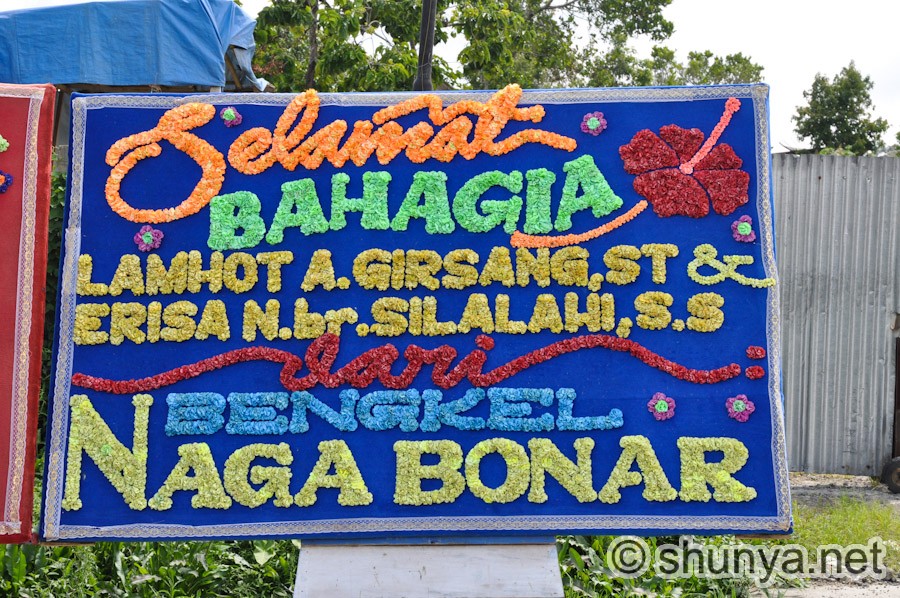 Selamat
BAHAGIA
LAMHOT A. GIRSANG, ST &
ERISA N.br. SILALAHI, S.S
dari :
BENGKEL
NAGA BONAR
© shunya.net